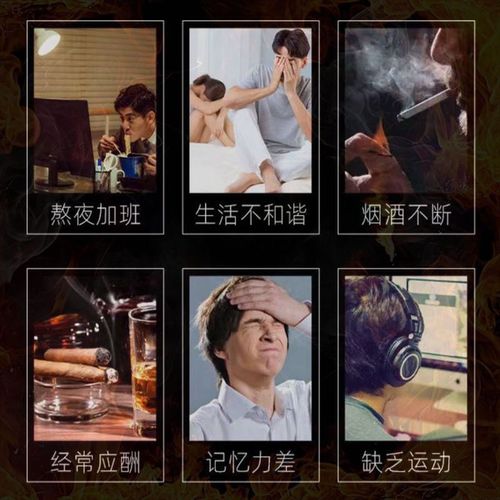 熬夜加班
生活不和谐
烟酒不断
经常应酬
记忆力差
缺乏运动